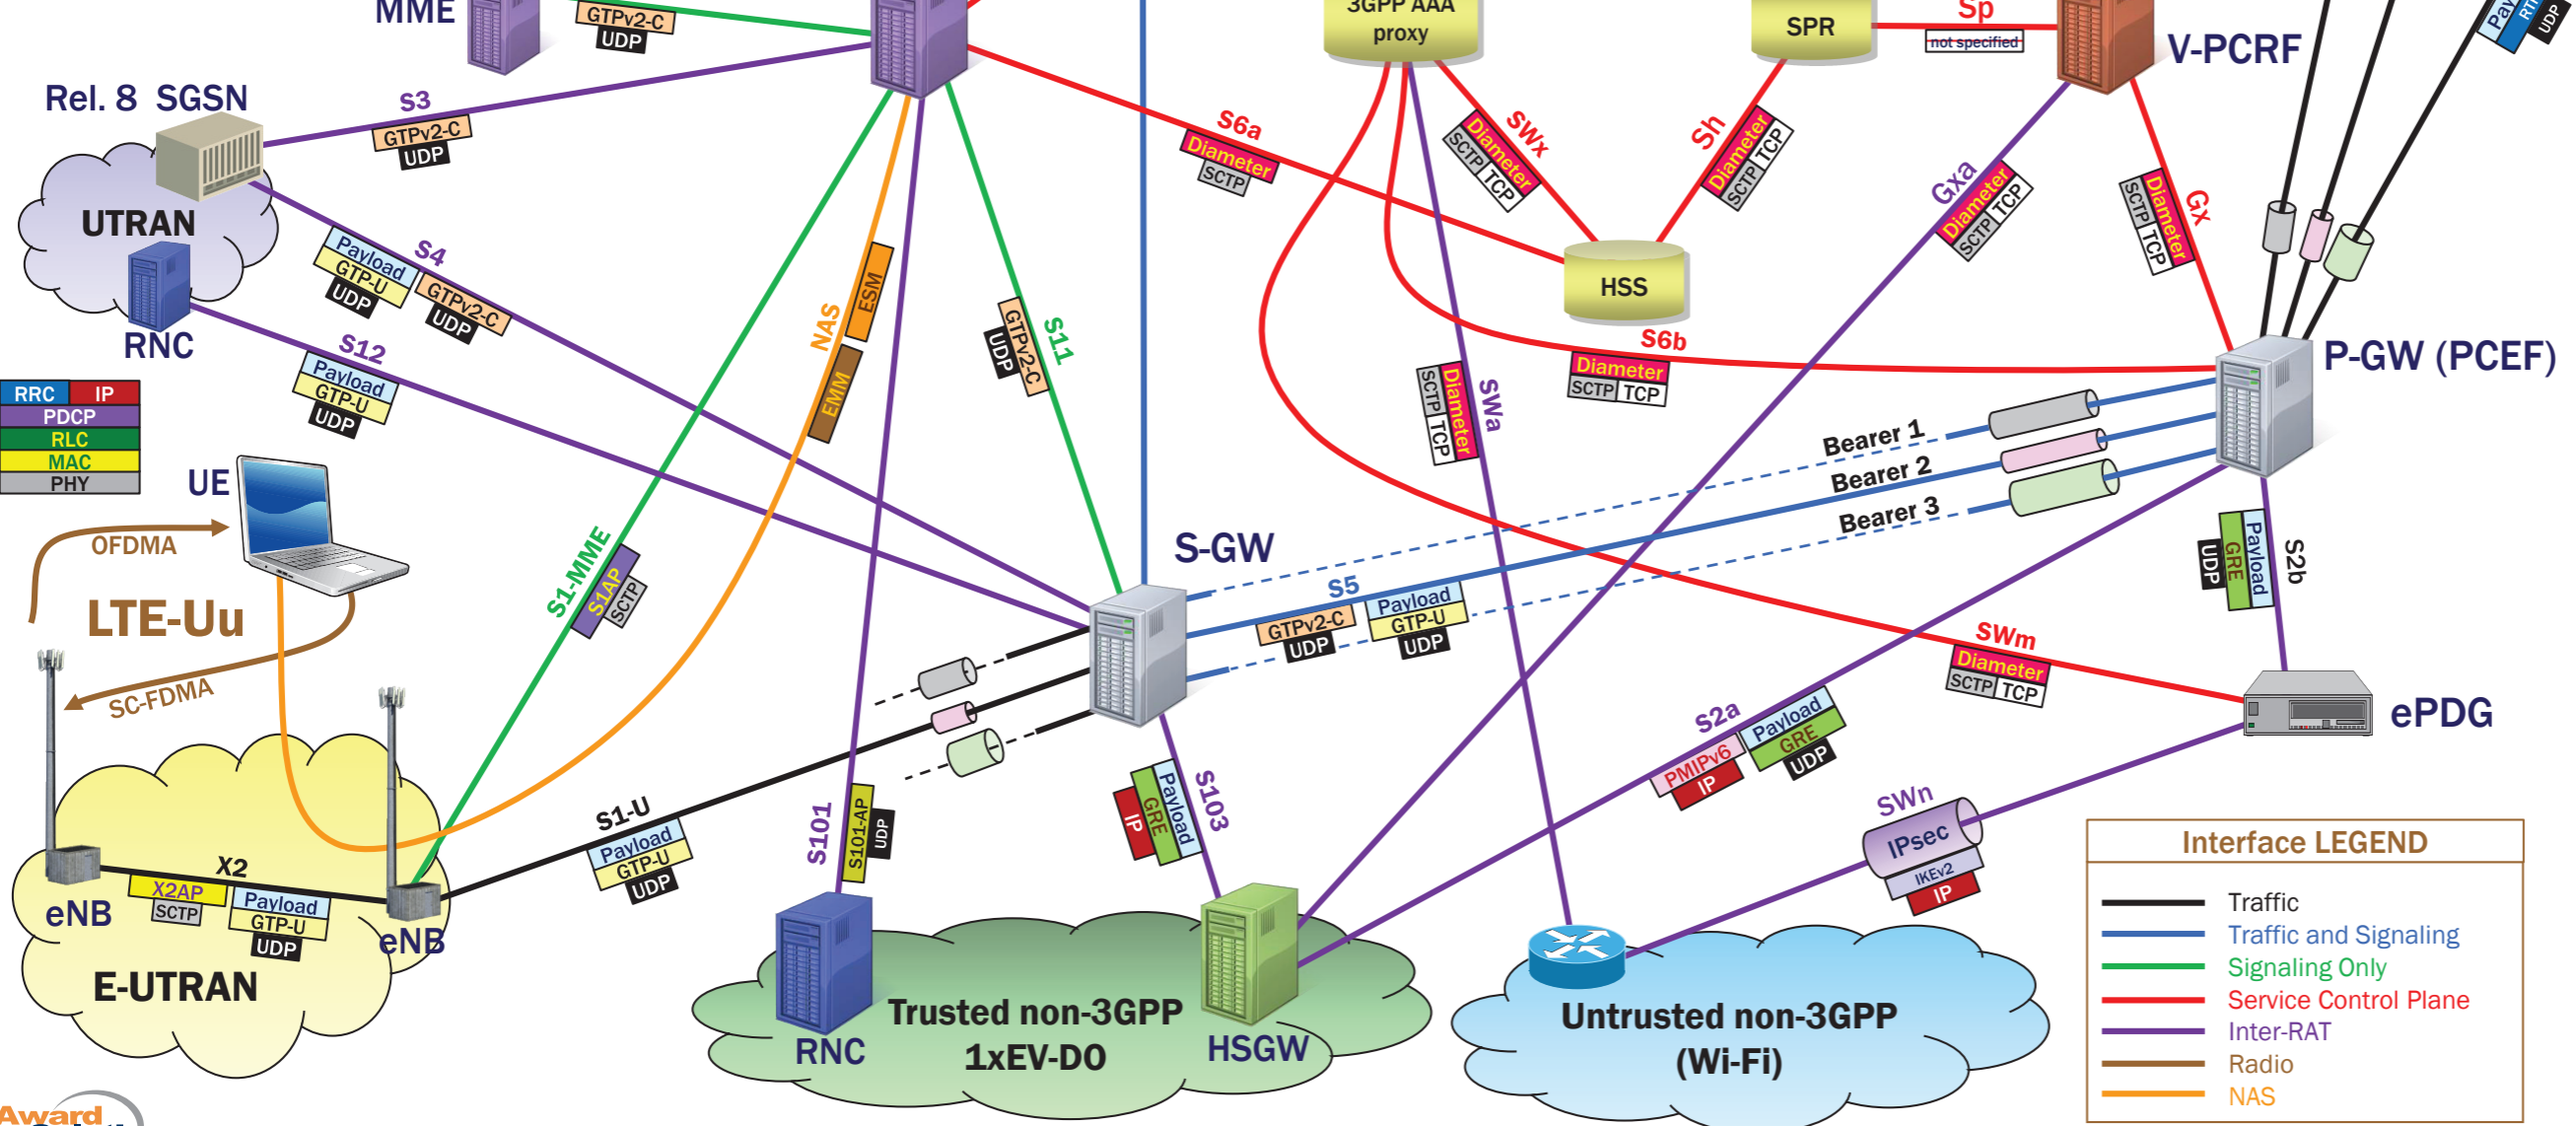 MME
GTPv2-C
UDP
3GPP AAA
proxy
SPR
Sp
not specified
V-PCRF
Pay
UDP
Rel. 8 SGSN
S3
GTPv2-C
UDP
S6a
Diameter
SCTP
SWx
Diameter
SCTP
TCP
Sh
Diameter
SCTP
TCP
Gxa
Diameter
SCTP
TCP
Gx
Diameter
SCTP
TCP
UTRAN
S4
Payload
GTP-U
UDP
GTPv2-C
UDP
RNC
HSS
NAS
ESM
EMM
S11
GTPv2-C
UDP
S12
Payload
GTP-U
UDP
S6b
Diameter
SCTP
TCP
P-GW (PCEF)
SWa
Diameter
SCTP
TCP
RRC
IP
PDCP
RLC
MAC
PHY
UE
OFDMA
LTE-Uu
SC-FDMA
Bearer 1
Bearer 2
Bearer 3
S-GW
S1-MME
S1AP
SCTP
S5
GTPv2-C
UDP
Payload
GTP-U
UDP
S2b
Payload
GRE
UDP
SWm
Diameter
SCTP
TCP
ePDG
S2a
PMIPv6
IP
Payload
GRE
UDP
S1-U
Payload
GTP-U
UDP
S101
S101-AP
UDP
S103
Payload
GRE
IP
SWn
IPsec
IKEv2
IP
X2
X2AP
SCTP
Payload
GTP-U
UDP
eNB
eNB
E-UTRAN
RNC
Trusted non-3GPP
1xEV-DO
HSGW
Untrusted non-3GPP
(Wi-Fi)
Interface LEGEND
Traffic
Traffic and Signaling
Signaling Only
Service Control Plane
Inter-RAT
Radio
NAS
Award